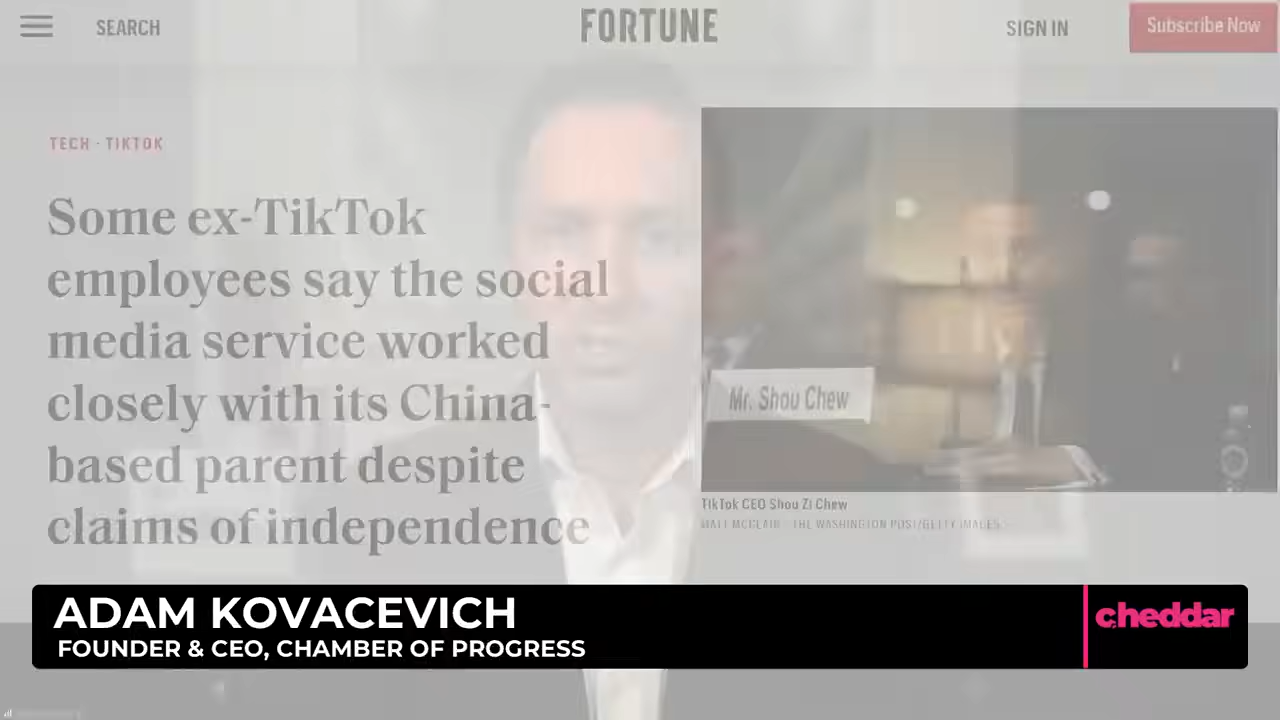 SEARCH
FORTUNE
SIGN IN
Subscribe Now
TECH · TIKTOK
Some ex-TikTok
employees say the social
media service worked
closely with its China-
based parent despite
claims of independence
Mr. Shou Chew
TikTok CEO Shou Zi Chew
MATT MCCLAIN - THE WASHINGTON POST/GETTY IMAGES
ADAM KOVACEVICH
FOUNDER & CEO, CHAMBER OF PROGRESS
cheddar